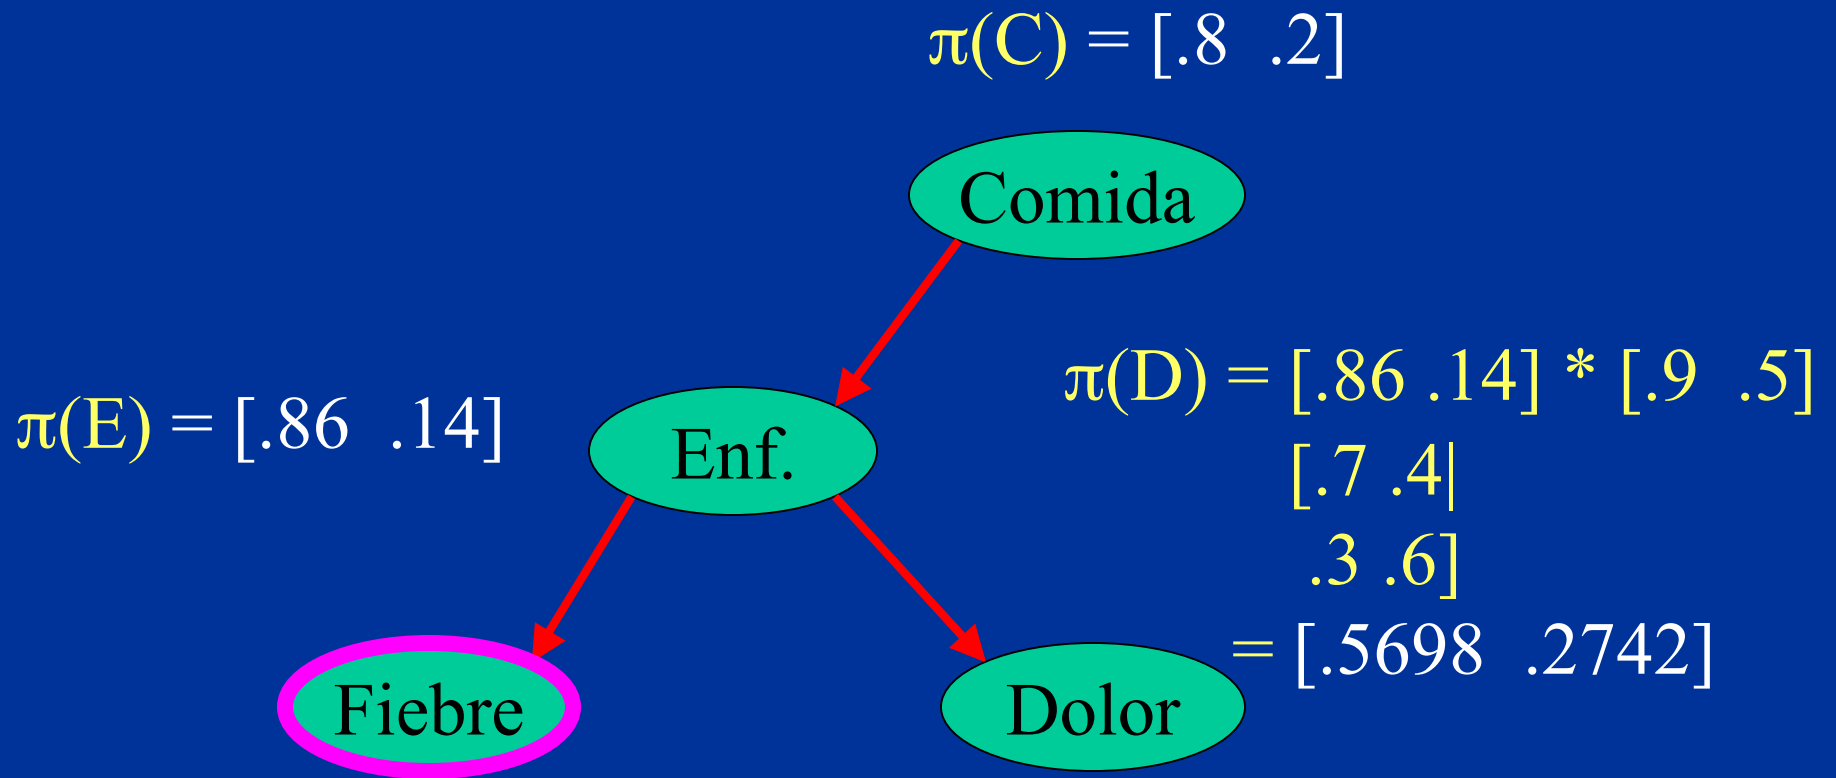 π(C) = [.8 .2]
Comida
π(D) = [.86 .14] * [.9 .5]
[.7 .4|
.3 .6]
= [.5698 .2742]
π(E) = [.86 .14]
Enf.
Fiebre
Dolor